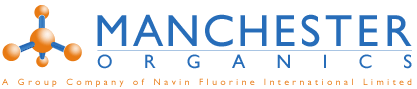 MANCHESTER
ORGANICS
A Group Company of Navin Fluorine International Limited